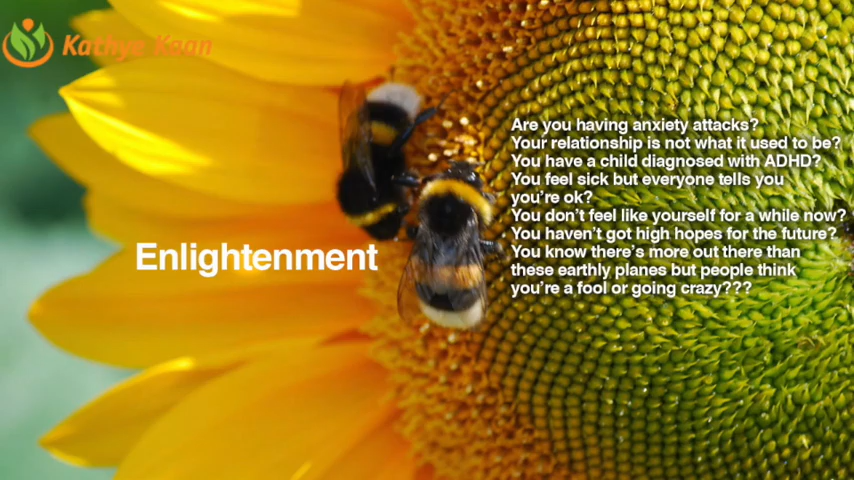 Kathye Kaan
Are you having anxiety attacks?
Your relationship is not what it used to be?
You have a child diagnosed with ADHD?
You feel sick but everyone tells you
you're ok?
You don't feel like yourself for a while now?
You haven't got high hopes for the future?
You know there's more out there than
these earthly planes but people think
you're a fool or going crazy???
Enlightenment